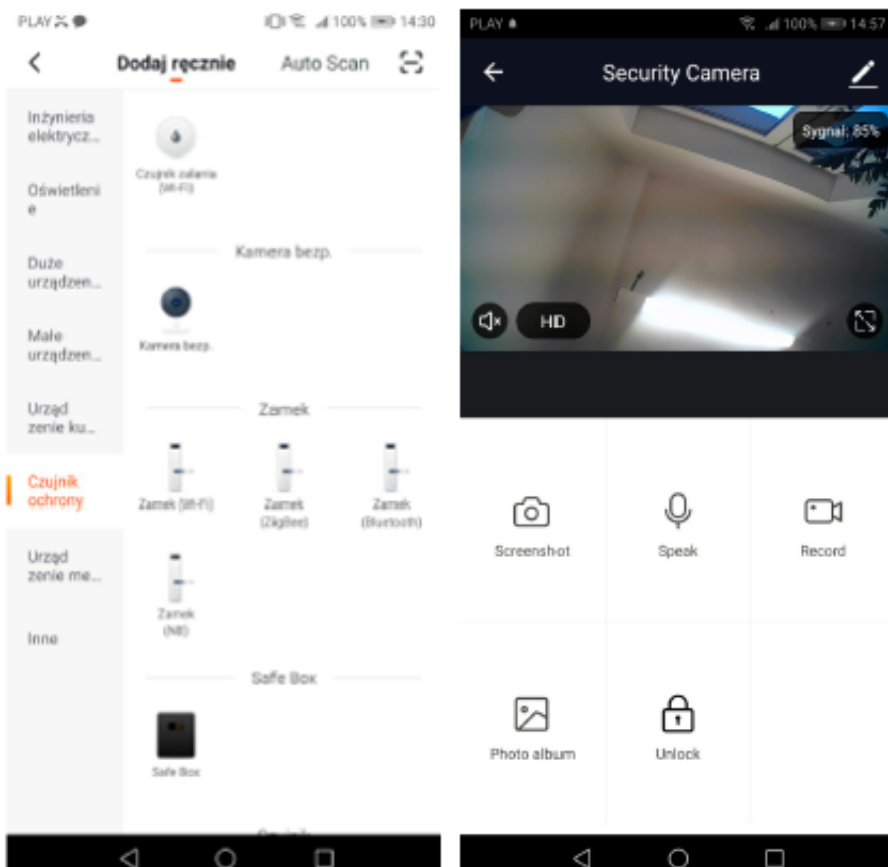 PLAY
100% 14:30
Dodaj ręcznie Auto Scan
Inżynieria
elektrycz...
Oświetleni
e
Duże
urządzen...
Małe
urządzen...
Urząd
zenie ku...
Czujnik
ochrony
Urząd
zenie me...
Inne
Czujnik zalania
(Wi-Fi)
Kamera bezp.
Kamera bezp.
Zamek
Zamek (Wi-Fi)
Zamek
(ZigBee)
Zamek
(Bluetooth)
Zamek
(NB)
Safe Box
Safe Box
PLAY
100% 14:57
Security Camera
Sygnał: 85%
HD
Screenshot
Speak
Record
Photo album
Unlock